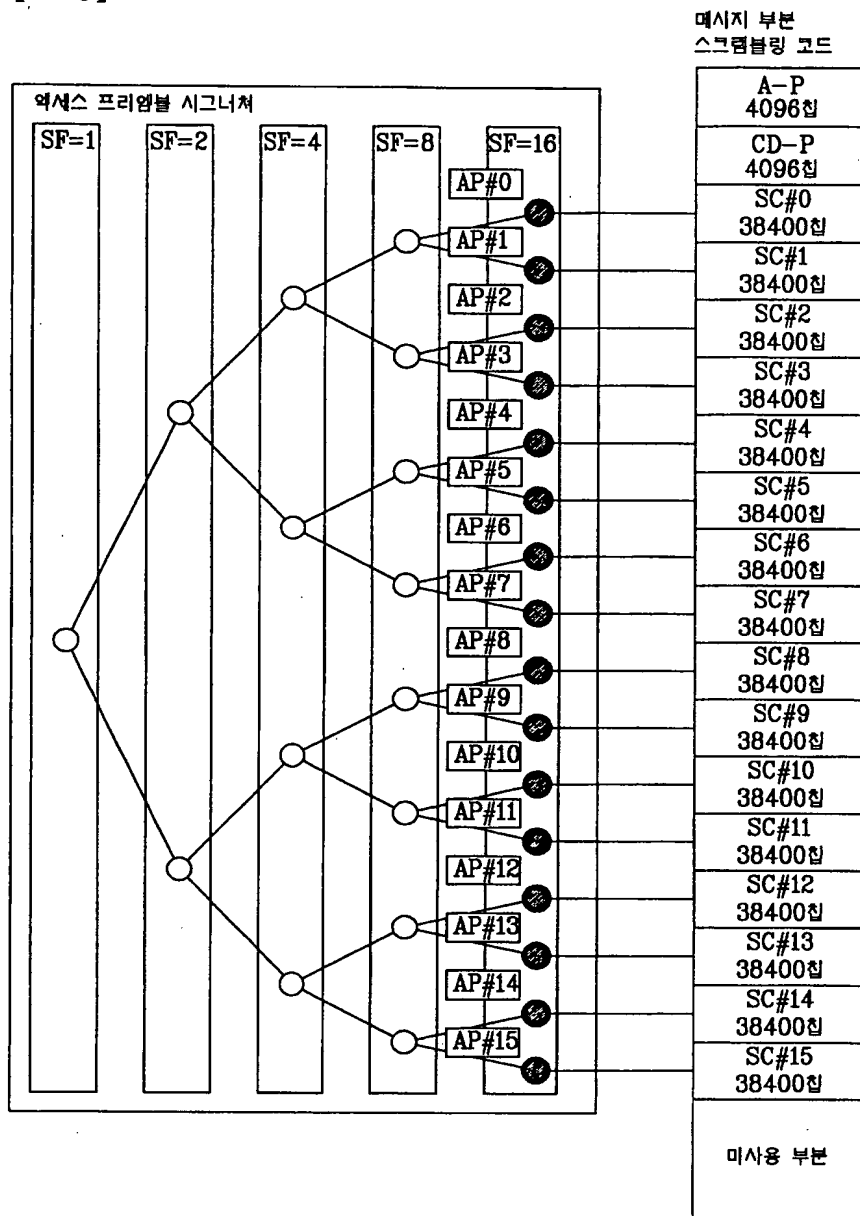 메시지 부분
스크램블링 코드
액세스 프리앰블 시그너쳐
SF=1
SF=2
SF=4
SF=8
SF=16
AP#0
AP#1
AP#2
AP#3
AP#4
AP#5
AP#6
AP#7
AP#8
AP#9
AP#10
AP#11
AP#12
AP#13
AP#14
AP#15
A-P
4096칩
CD-P
4096칩
SC#0
38400칩
SC#1
38400칩
SC#2
38400칩
SC#3
38400칩
SC#4
38400칩
SC#5
38400칩
SC#6
38400칩
SC#7
38400칩
SC#8
38400칩
SC#9
38400칩
SC#10
38400칩
SC#11
38400칩
SC#12
38400칩
SC#13
38400칩
SC#14
38400칩
SC#15
38400칩
미사용 부분